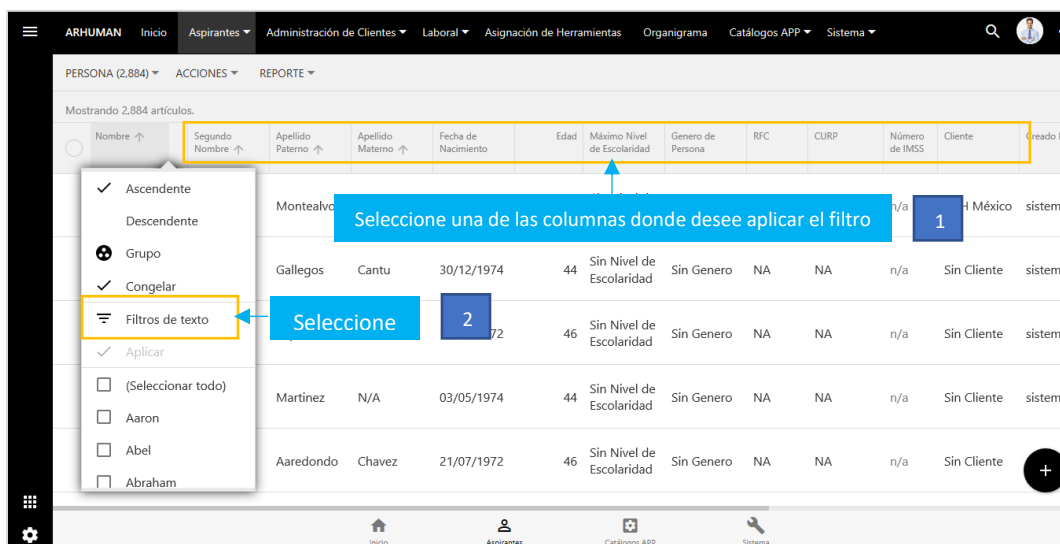 ARHUMAN Inicio Aspirantes Administración de Clientes Laboral Asignación de Herramientas Organigrama Catálogos APP Sistema
PERSONA (2,884) ACCIONES REPORTE
Mostrando 2,884 artículos.
Nombre Segundo Nombre Apellido Paterno Apellido Materno Fecha de Nacimiento Edad Máximo Nivel de Escolaridad Genero de Persona RFC CURP Número de IMSS Cliente Creado
Ascendente
Descendente
Grupo
Congelar
Filtros de texto
Aplicar
(Seleccionar todo)
Aaron
Abel
Abraham
Montealvo n/a H México sistem
Seleccione una de las columnas donde desee aplicar el filtro
1
Gallegos Cantu 30/12/1974 44 Sin Nivel de Escolaridad Sin Genero NA NA n/a Sin Cliente sistem
Seleccione
2
72 46 Sin Nivel de Escolaridad Sin Genero NA NA n/a Sin Cliente sistem
Martinez N/A 03/05/1974 44 Sin Nivel de Escolaridad Sin Genero NA NA n/a Sin Cliente sistem
Aaredondo Chavez 21/07/1972 46 Sin Nivel de Escolaridad Sin Genero NA NA n/a Sin Cliente
Inicio Aspirantes Catálogos APP Sistema